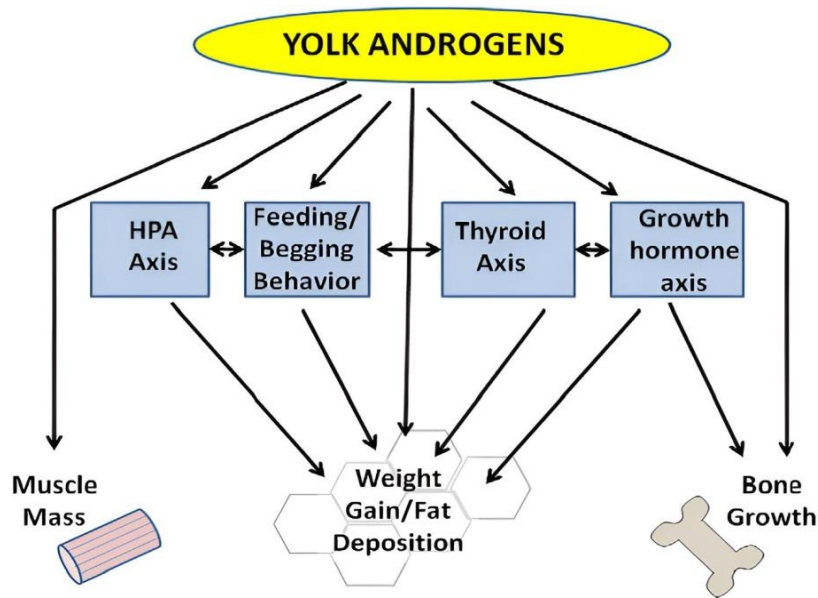 YOLK ANDROGENS
HPA
Axis
Feeding/
Begging
Behavior
Thyroid
Axis
Growth
hormone
axis
Muscle
Mass
Weight
Gain/Fat
Deposition
Bone
Growth